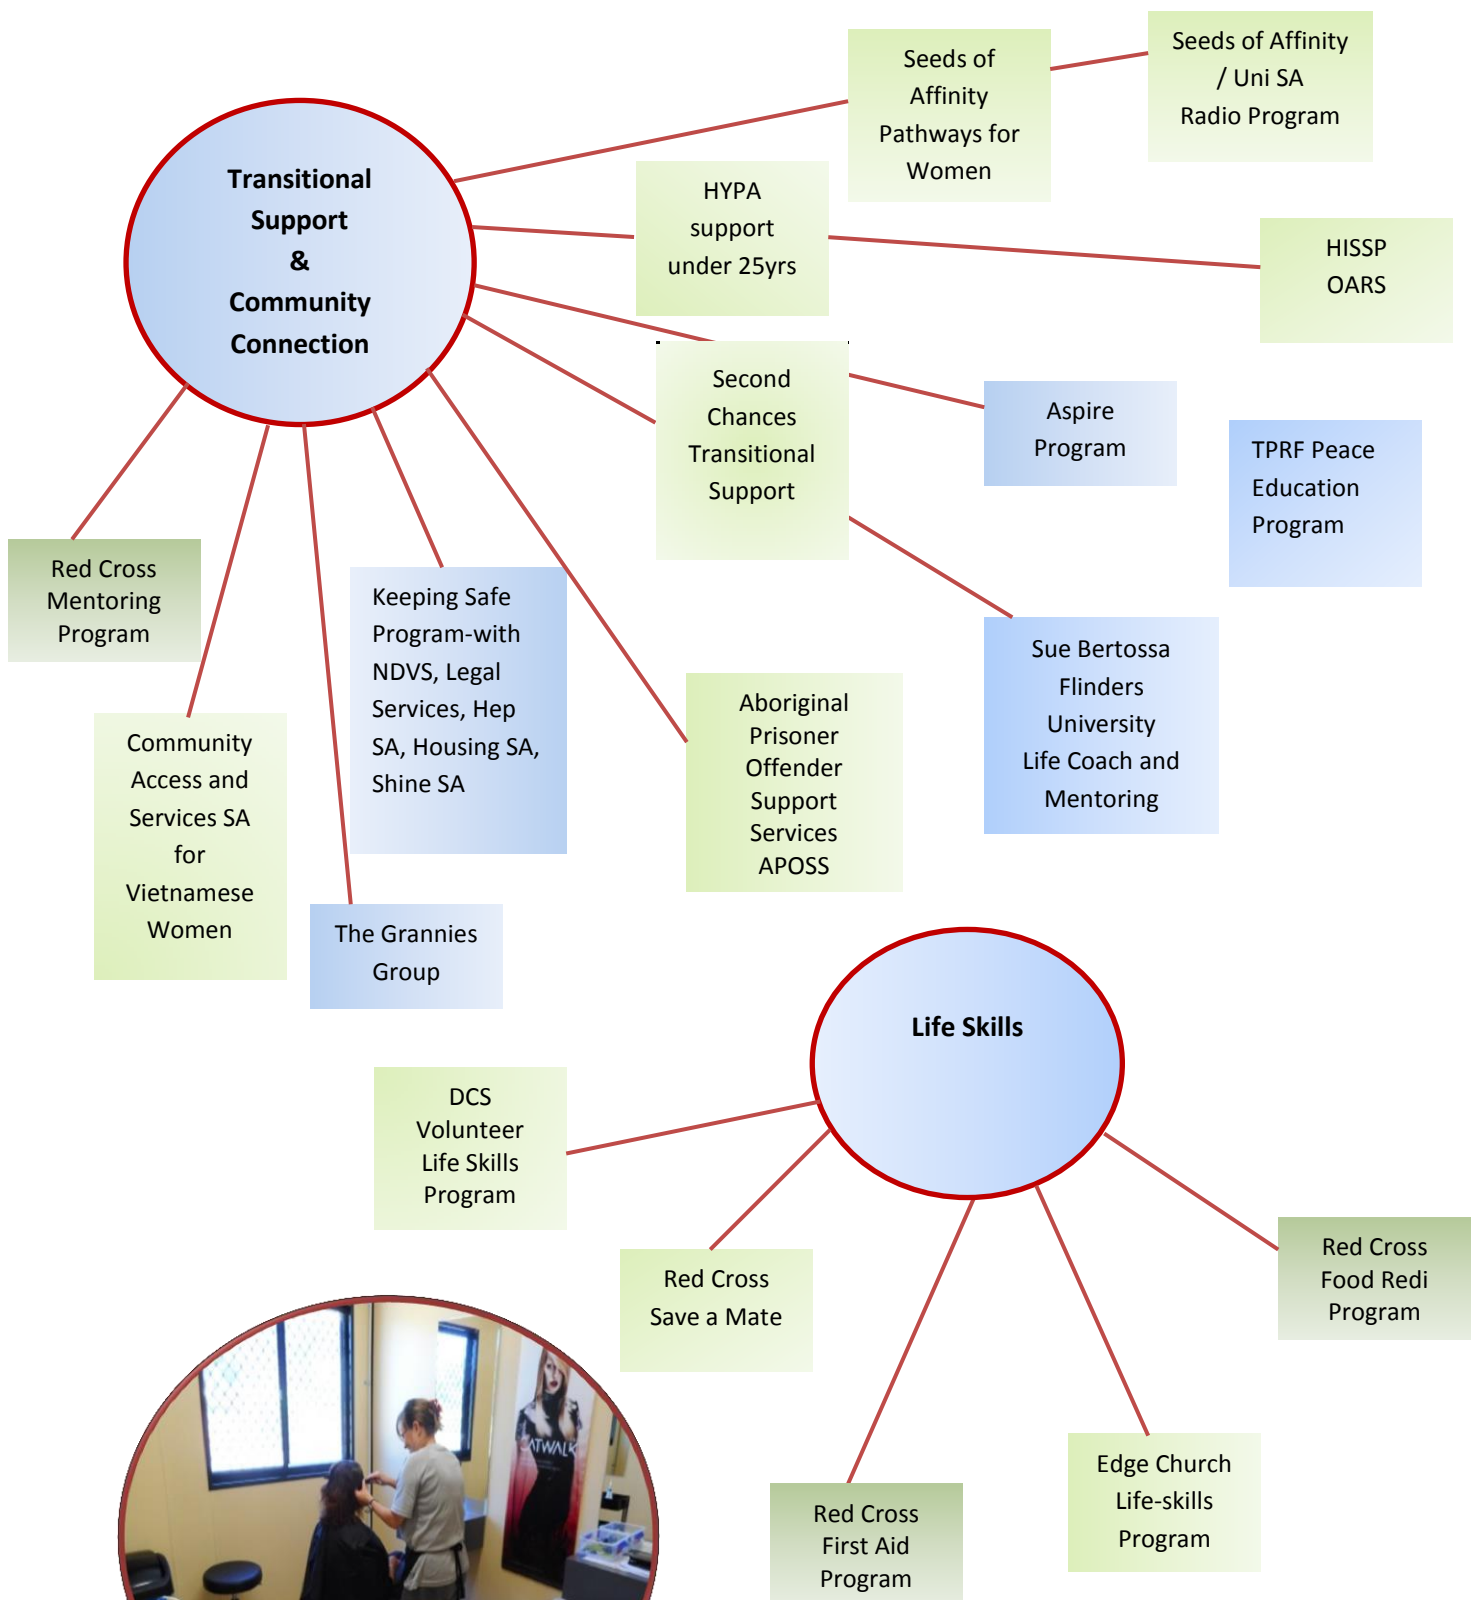 Seeds of
Affinity
Pathways for
Women
Seeds of Affinity
/ Uni SA
Radio Program
Transitional
Support
&
Community
Connection
HYPA
support
under 25yrs
HISSP
OARS
Second
Chances
Transitional
Support
Aspire
Program
TPRF Peace
Education
Program
Red Cross
Mentoring
Program
Keeping Safe
Program-with
NDVS, Legal
Services, Hep
SA, Housing SA,
Shine SA
Sue Bertossa
Flinders
University
Life Coach and
Mentoring
Aboriginal
Prisoner
Offender
Support
Services
APOSS
Community
Access and
Services SA
for
Vietnamese
Women
The Grannies
Group
Life Skills
DCS
Volunteer
Life Skills
Program
Red Cross
Save a Mate
Red Cross
Food Redi
Program
Edge Church
Life-skills
Program
Red Cross
First Aid
Program
CATWALK